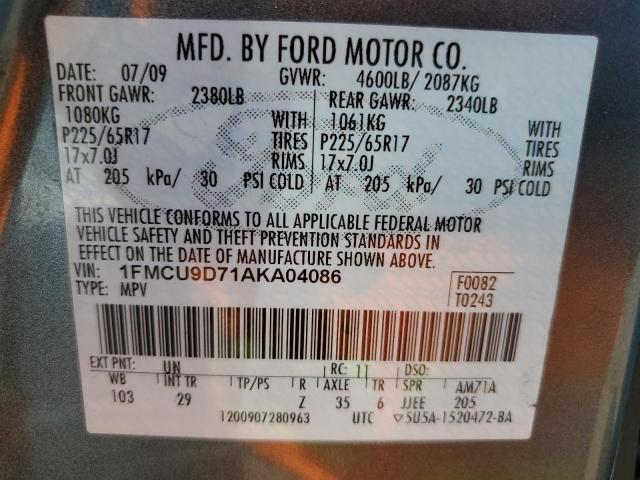 MFD. BY FORD MOTOR CO.
DATE: 07/09 GVWR: 4600LB/ 2087KG
FRONT GAWR: 2380LB REAR GAWR: 2340LB
1080KG WITH 1061KG WITH
P225/65R17 TIRES P225/65R17 TIRES
17x7.0J RIMS 17x7.0J RIMS
AT 205 kPa/ 30 PSI COLD AT 205 kPa/ 30 PSI COLD
THIS VEHICLE CONFORMS TO ALL APPLICABLE FEDERAL MOTOR
VEHICLE SAFETY AND THEFT PREVENTION STANDARDS IN
EFFECT ON THE DATE OF MANUFACTURE SHOWN ABOVE.
VIN: 1FMCU9D71AKA04086 F0082
TYPE: MPV T0243
EXT PNT: UN RC: 11 DSO:
WB INT TR TP/PS R AXLE TR SPR AM71A
103 29 Z 35 6 JJEE 205
1200907280963 UTC ▽5U5A-1520472-BA
Ford